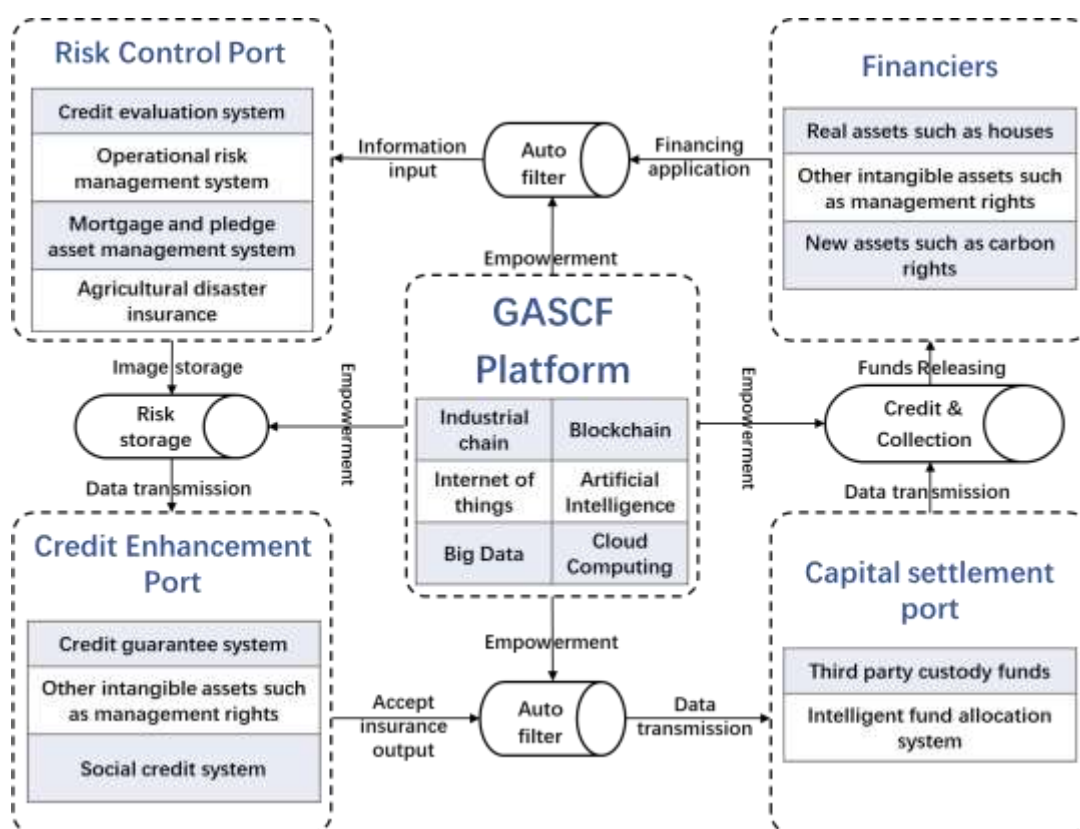 Risk Control Port
Credit evaluation system
Operational risk
management system
Mortgage and pledge
asset management system
Agricultural disaster
insurance
Information
input
Auto
filter
Financing
application
Financiers
Real assets such as houses
Other intangible assets such
as management rights
New assets such as carbon
rights
Empowerment
Image storage
Risk
storage
Data transmission
Empowerment
GASCF
Platform
Industrial
chain
Blockchain
Internet of
things
Artificial
Intelligence
Big Data
Cloud
Computing
Empowerment
Funds Releasing
Credit &
Collection
Data transmission
Credit Enhancement
Port
Credit guarantee system
Other intangible assets such
as management rights
Social credit system
Accept
insurance
output
Empowerment
Auto
filter
Data
transmission
Capital settlement
port
Third party custody funds
Intelligent fund allocation
system